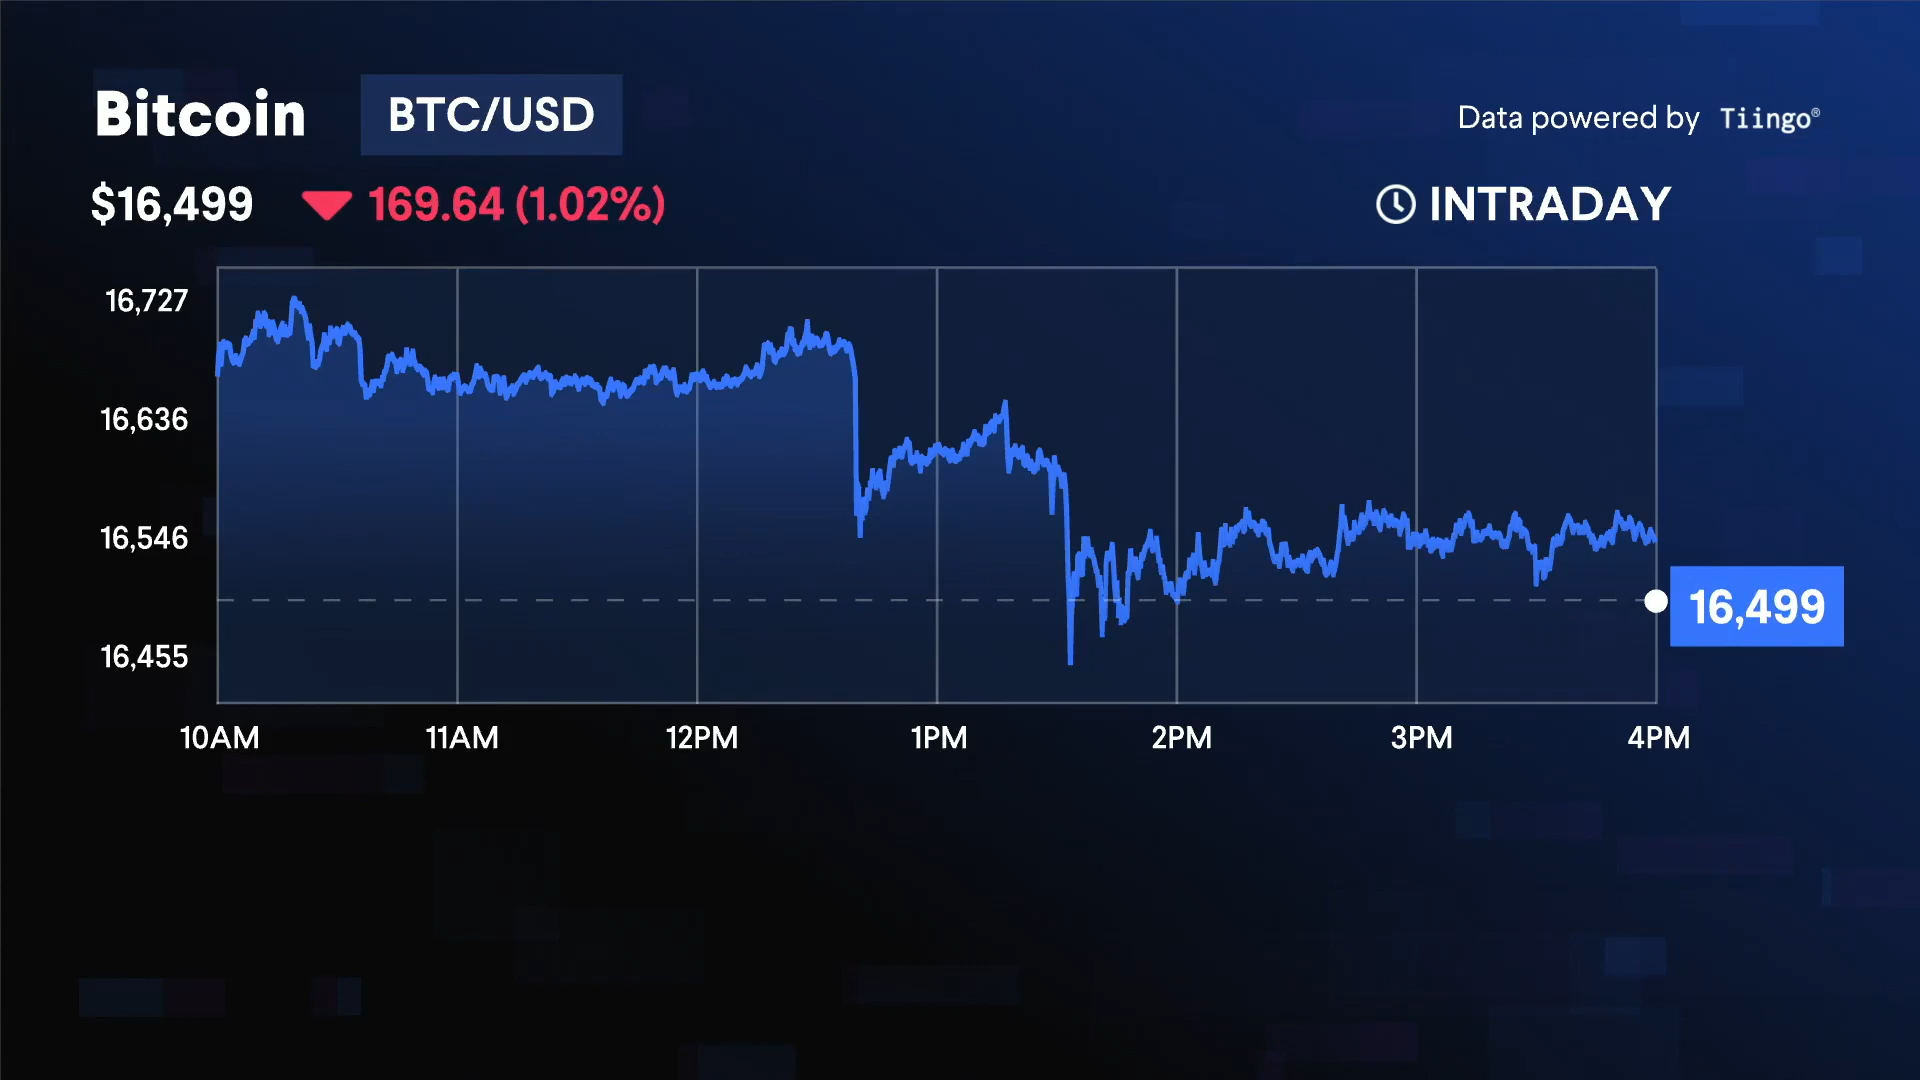 Bitcoin BTC/USD
Data powered by Tiingo®
$16,499 169.64 (1.02%)
INTRADAY
16,727
16,636
16,546
16,455
16,499
10AM 11AM 12PM 1PM 2PM 3PM 4PM